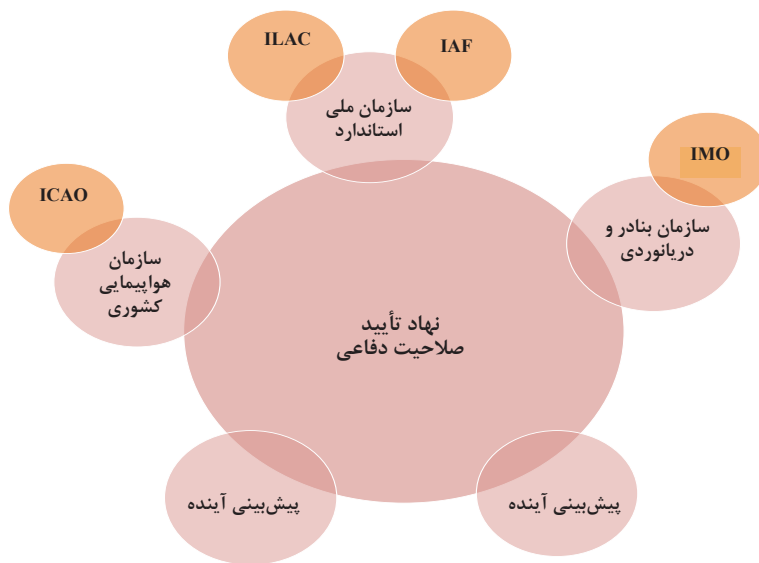 ILAC
IAF
سازمان ملی
استاندارد
IMO
سازمان بنادر و
دریانوردی
ICAO
سازمان
هواپیمایی
کشوری
نهاد تأیید
صلاحیت دفاعی
پیش‌بینی آینده
پیش‌بینی آینده